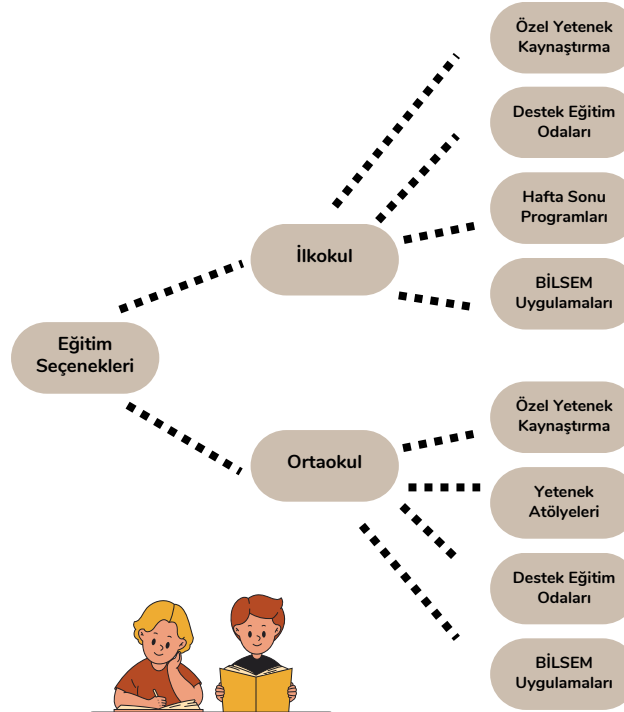 Özel Yetenek
Kaynaştırma
Destek Eğitim
Odaları
Hafta Sonu
Programları
BİLSEM
Uygulamaları
İlkokul
Eğitim
Seçenekleri
Ortaokul
Özel Yetenek
Kaynaştırma
Yetenek
Atölyeleri
Destek Eğitim
Odaları
BİLSEM
Uygulamaları